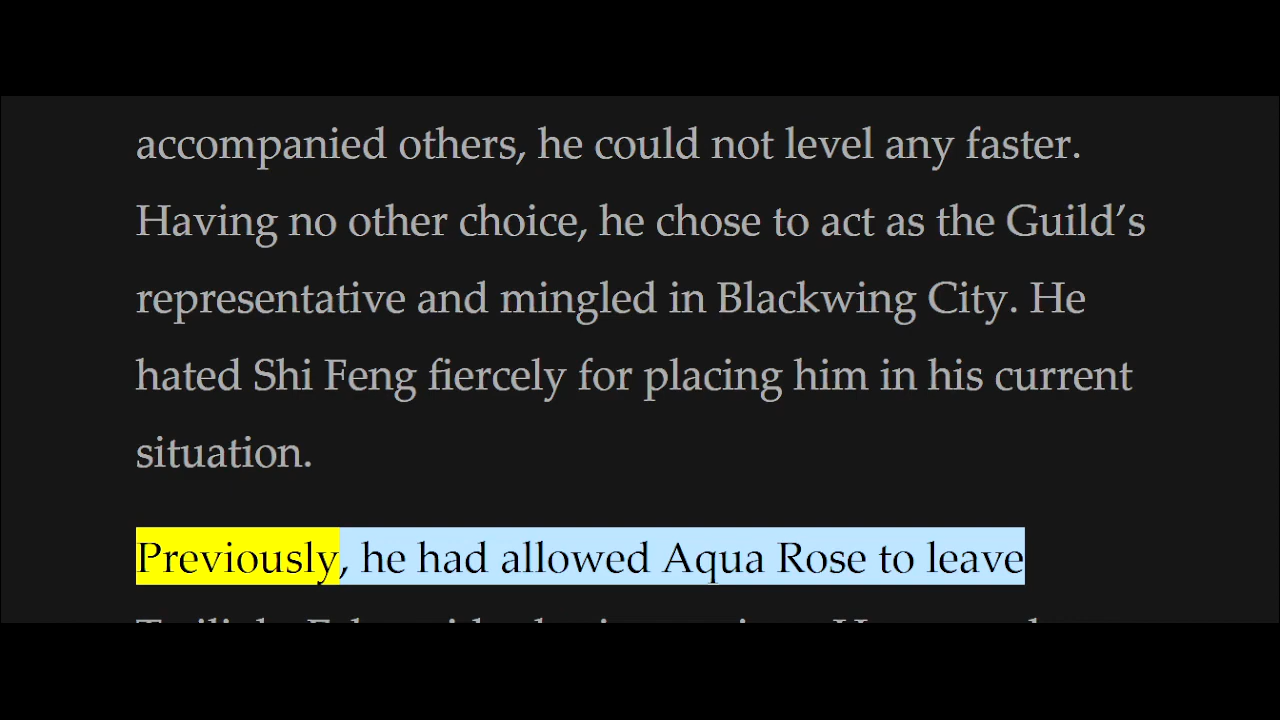 accompanied others, he could not level any faster.
Having no other choice, he chose to act as the Guild’s
representative and mingled in Blackwing City. He
hated Shi Feng fiercely for placing him in his current
situation.
Previously, he had allowed Aqua Rose to leave